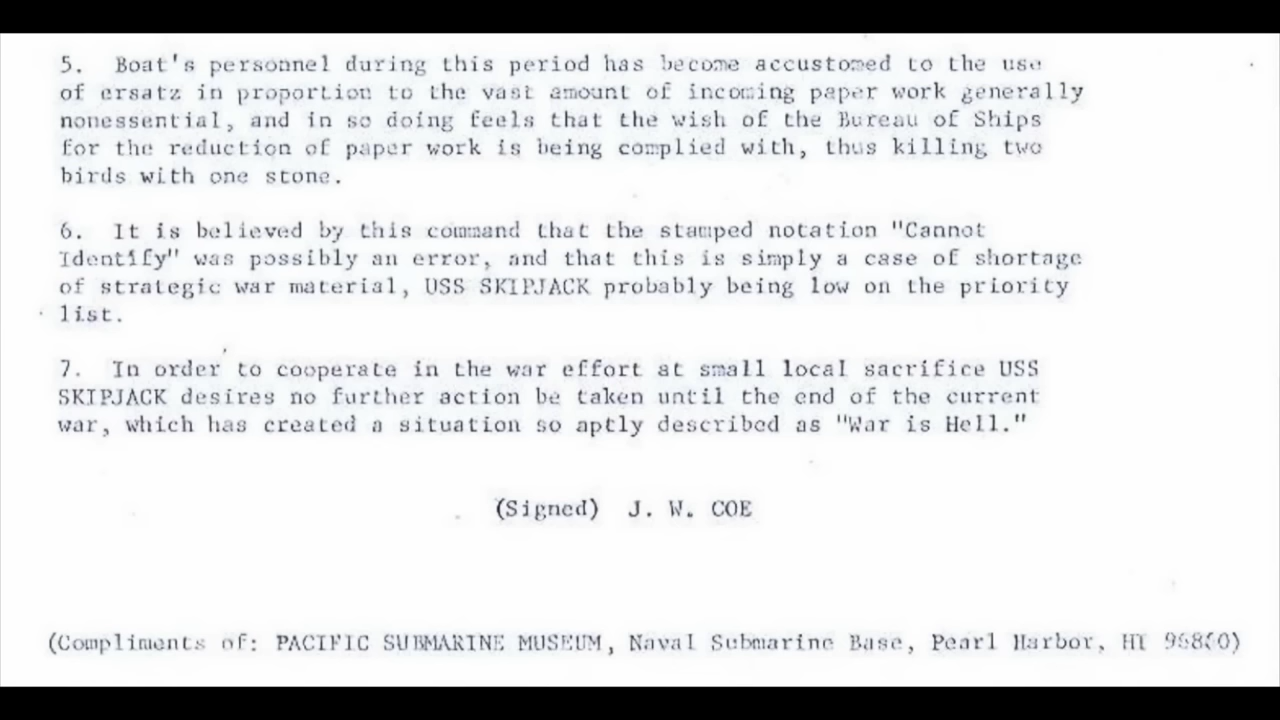 5. Boat's personnel during this period has become accustomed to the use
of ersatz in proportion to the vast amount of incoming paper work generally
nonessential, and in so doing feels that the wish of the Bureau of Ships
for the reduction of paper work is being complied with, thus killing two
birds with one stone.
6. It is believed by this command that the stamped notation "Cannot
Identify" was possibly an error, and that this is simply a case of shortage
of strategic war material, USS SKIPJACK probably being low on the priority
list.
7. In order to cooperate in the war effort at small local sacrifice USS
SKIPJACK desires no further action be taken until the end of the current
war, which has created a situation so aptly described as "War is Hell."
(Signed) J. W. COE
(Compliments of: PACIFIC SUBMARINE MUSEUM, Naval Submarine Base, Pearl Harbor, HI